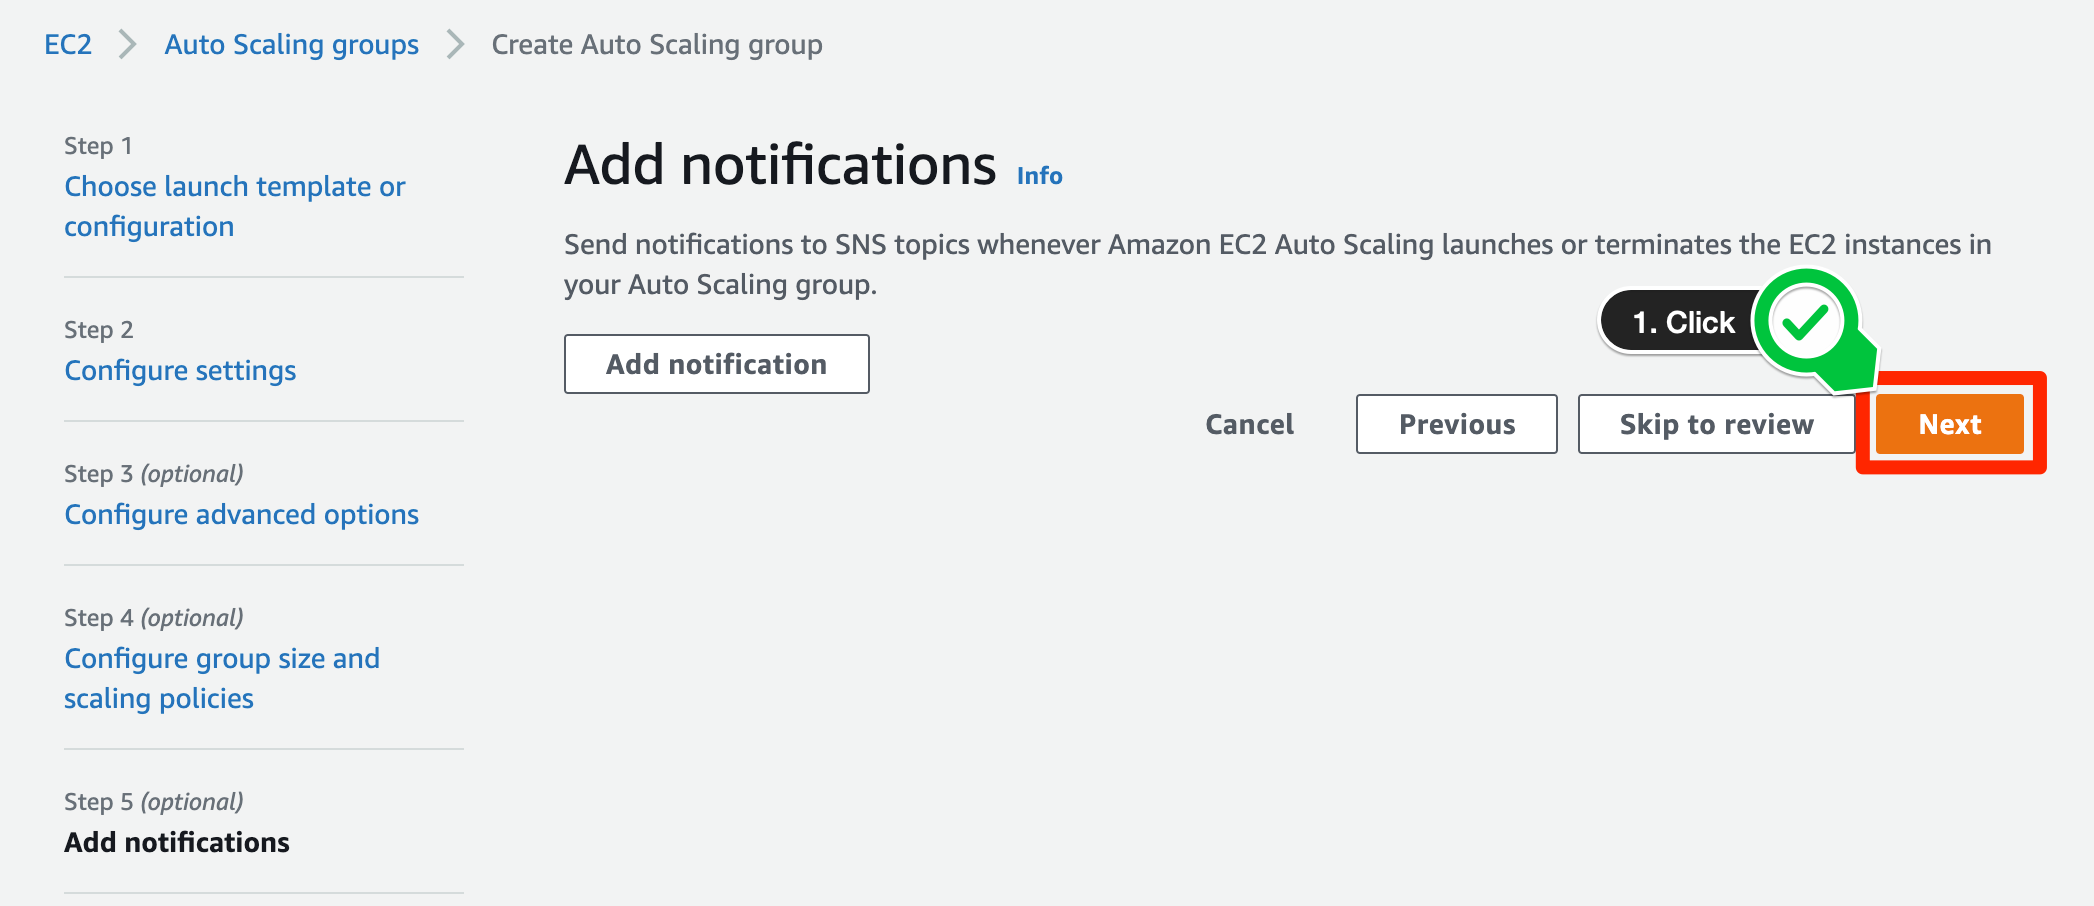 EC2 > Auto Scaling groups > Create Auto Scaling group
Step 1
Choose launch template or
configuration
Step 2
Configure settings
Step 3 (optional)
Configure advanced options
Step 4 (optional)
Configure group size and
scaling policies
Step 5 (optional)
Add notifications
Add notifications Info
Send notifications to SNS topics whenever Amazon EC2 Auto Scaling launches or terminates the EC2 instances in
your Auto Scaling group.
Add notification
1. Click
Cancel Previous Skip to review Next